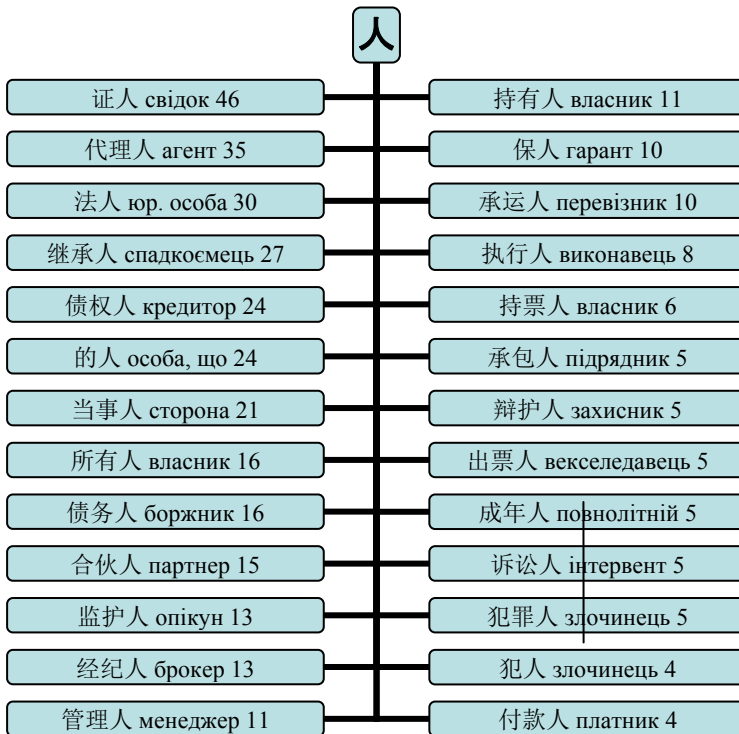 人
证人 свідок 46
代理人 агент 35
法人 юр. особа 30
继承人 спадкоємець 27
债权人 кредитор 24
的人 особа, що 24
当事人 сторона 21
所有人 власник 16
债务人 боржник 16
合伙人 партнер 15
监护人 опікун 13
经纪人 брокер 13
管理人 менеджер 11
持有人 власник 11
保人 гарант 10
承运人 перевізник 10
执行人 виконавець 8
持票人 власник 6
承包人 підрядник 5
辩护人 захисник 5
出票人 векселедавець 5
成年人 повнолітній 5
诉讼人 інтервент 5
犯罪人 злочинець 5
犯人 злочинець 4
付款人 платник 4